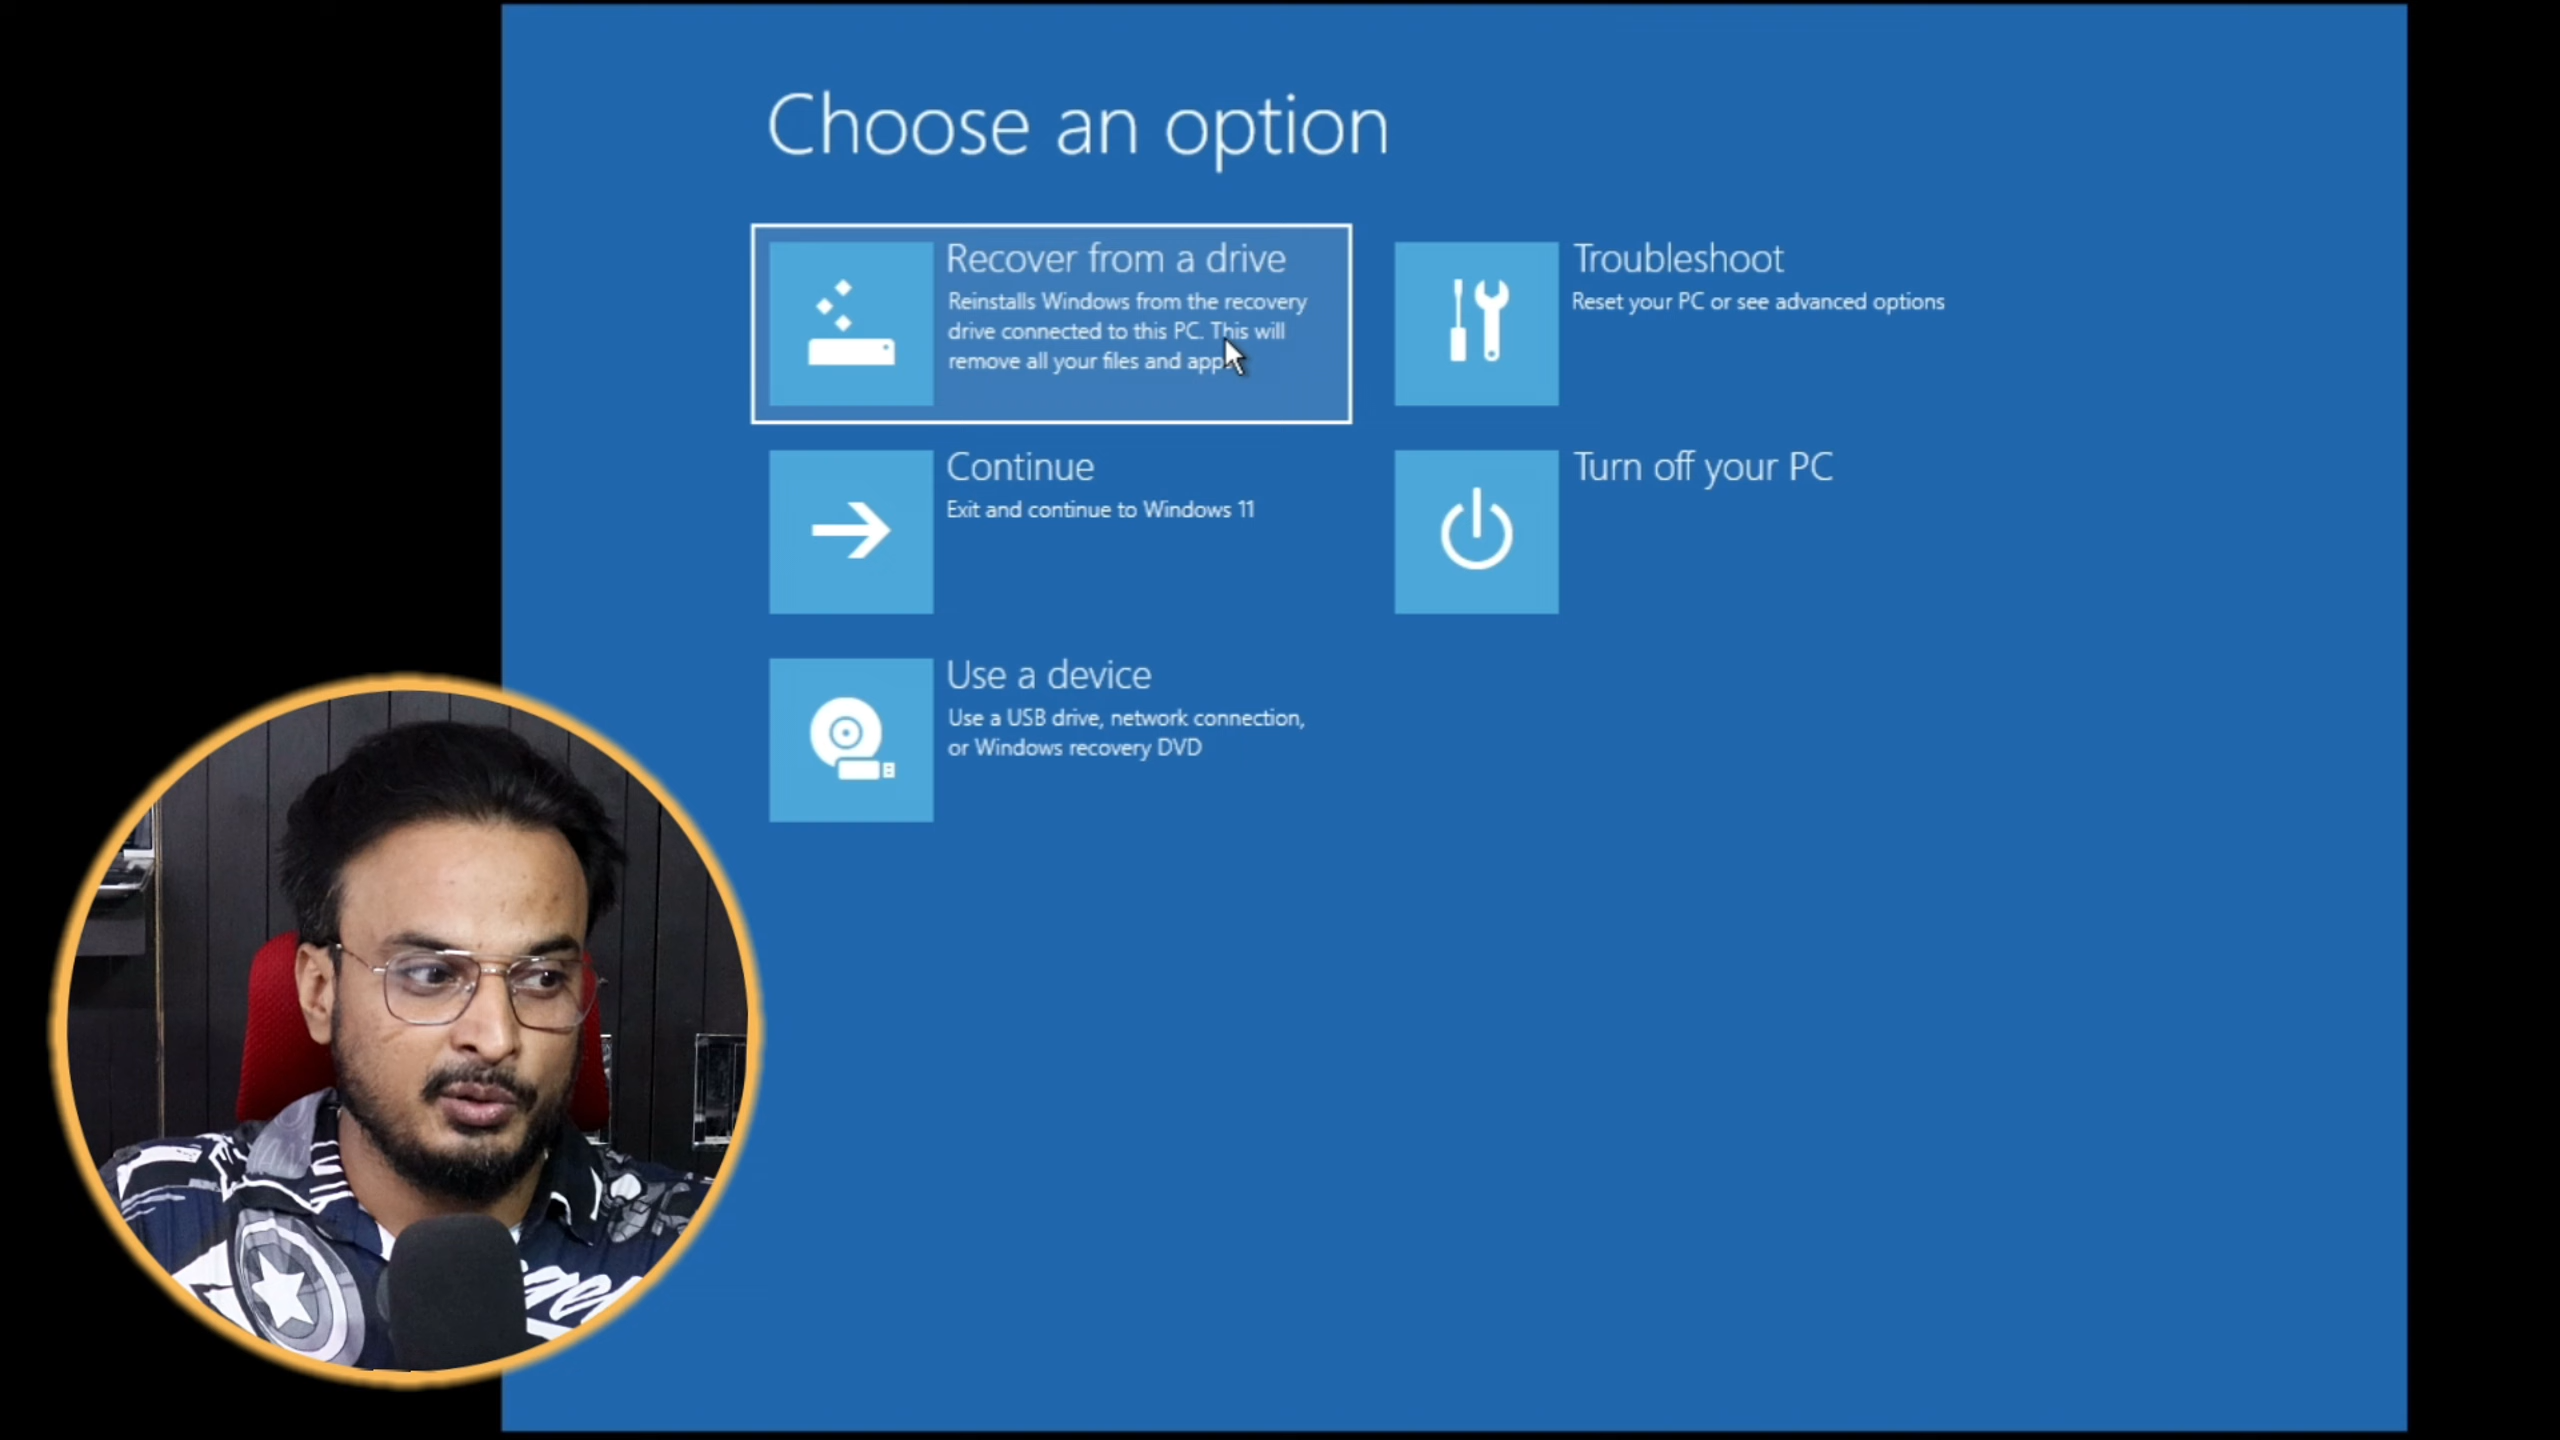 Choose an option
Recover from a drive
Reinstalls Windows from the recovery
drive connected to this PC. This will
remove all your files and app
Troubleshoot
Reset your PC or see advanced options
Continue
Exit and continue to Windows 11
Turn off your PC
Use a device
Use a USB drive, network connection,
or Windows recovery DVD